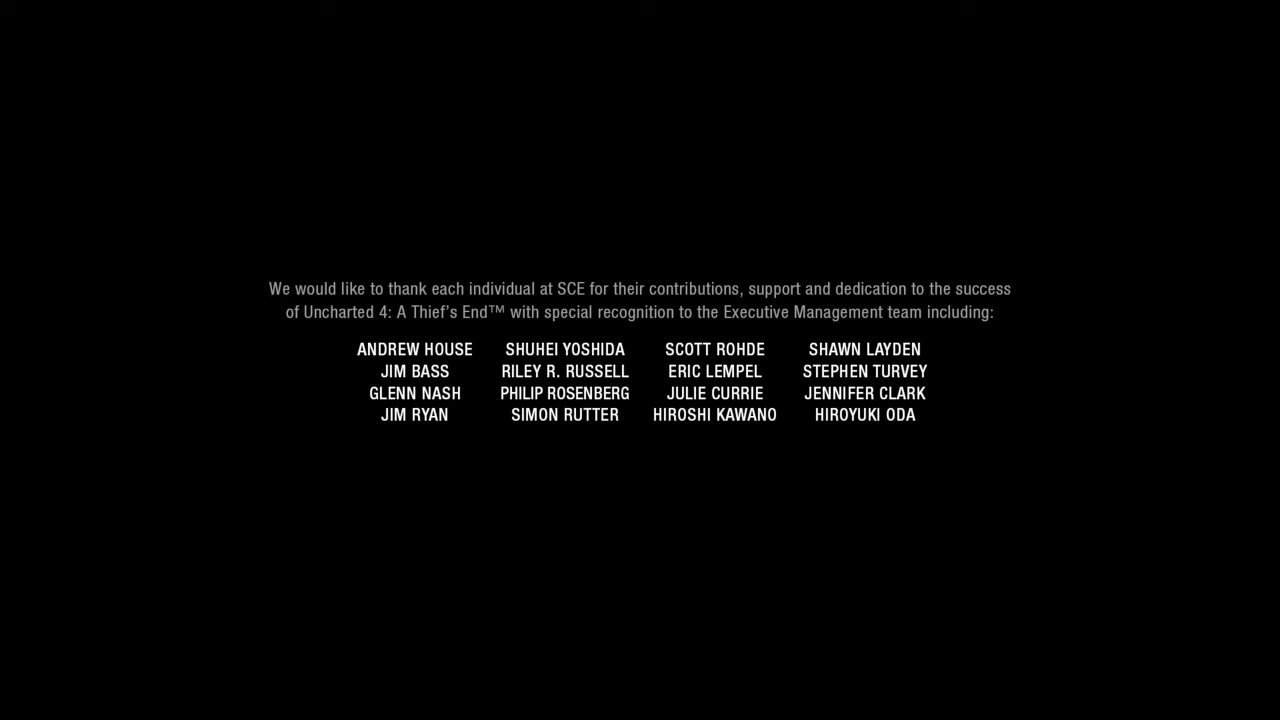 We would like to thank each individual at SCE for their contributions, support and dedication to the success
of Uncharted 4: A Thief's End™ with special recognition to the Executive Management team including:
ANDREW HOUSE SHUHEI YOSHIDA SCOTT ROHDE SHAWN LAYDEN
JIM BASS RILEY R. RUSSELL ERIC LEMPEL STEPHEN TURVEY
GLENN NASH PHILIP ROSENBERG JULIE CURRIE JENNIFER CLARK
JIM RYAN SIMON RUTTER HIROSHI KAWANO HIROYUKI ODA